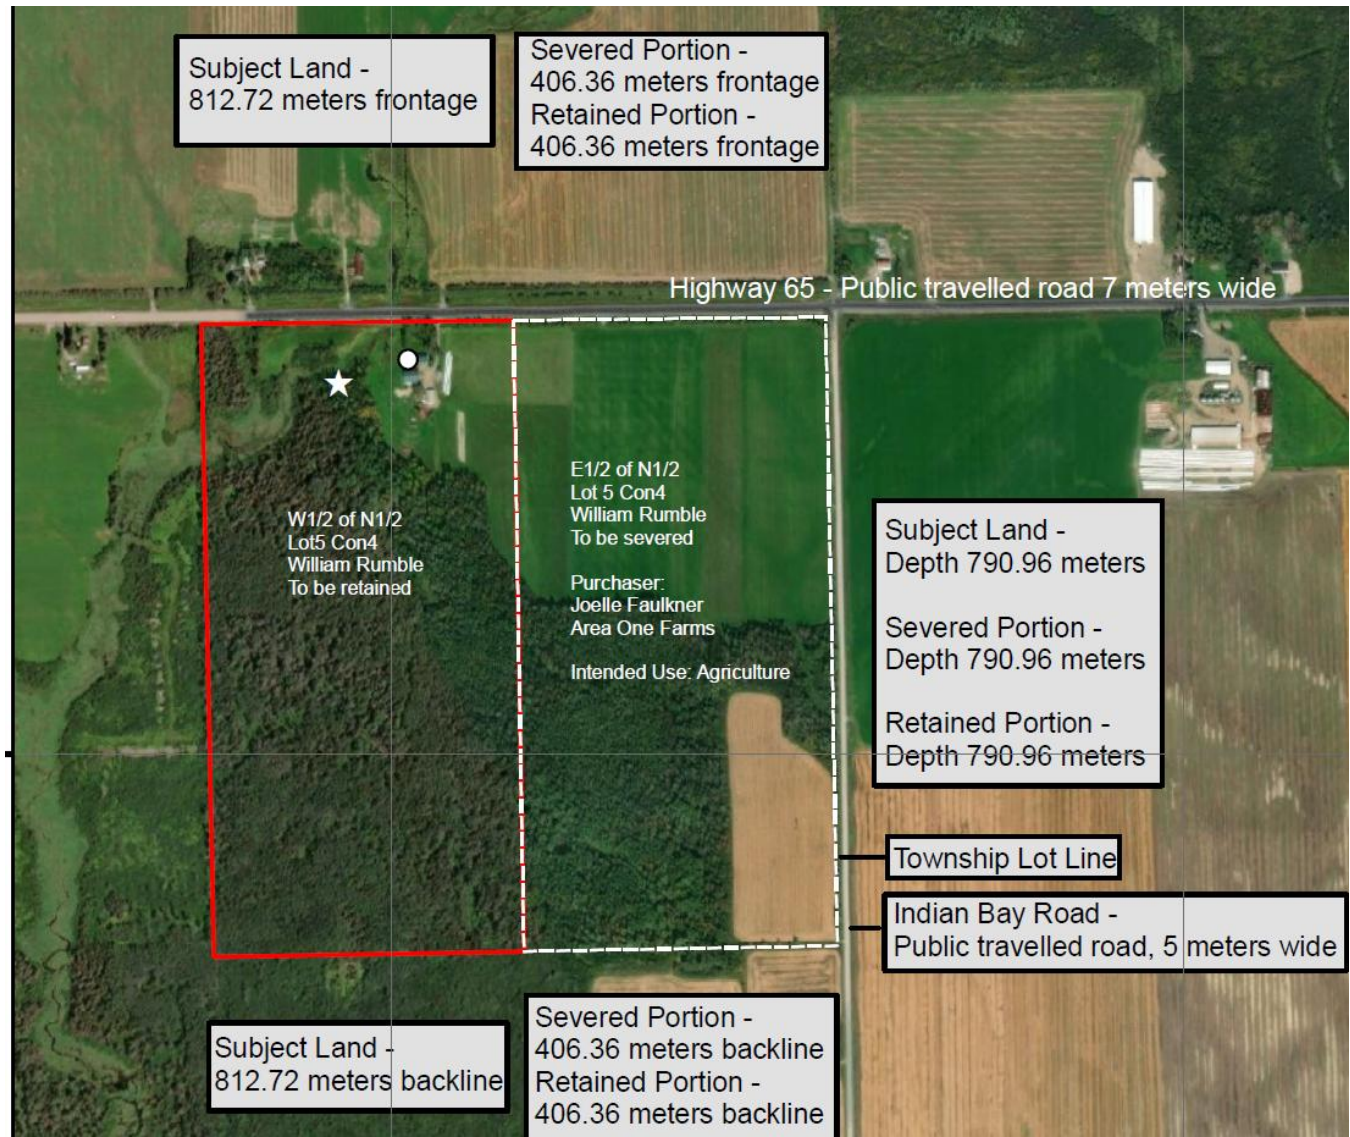 Subject Land -
812.72 meters frontage
Severed Portion -
406.36 meters frontage
Retained Portion -
406.36 meters frontage
Highway 65 - Public travelled road 7 meters wide
W1/2 of N1/2
Lot5 Con4
William Rumble
To be retained
E1/2 of N1/2
Lot 5 Con4
William Rumble
To be severed
Purchaser:
Joelle Faulkner
Area One Farms
Intended Use: Agriculture
Subject Land -
Depth 790.96 meters
Severed Portion -
Depth 790.96 meters
Retained Portion -
Depth 790.96 meters
Township Lot Line
Indian Bay Road -
Public travelled road, 5 meters wide
Subject Land -
812.72 meters backline
Severed Portion -
406.36 meters backline
Retained Portion -
406.36 meters backline